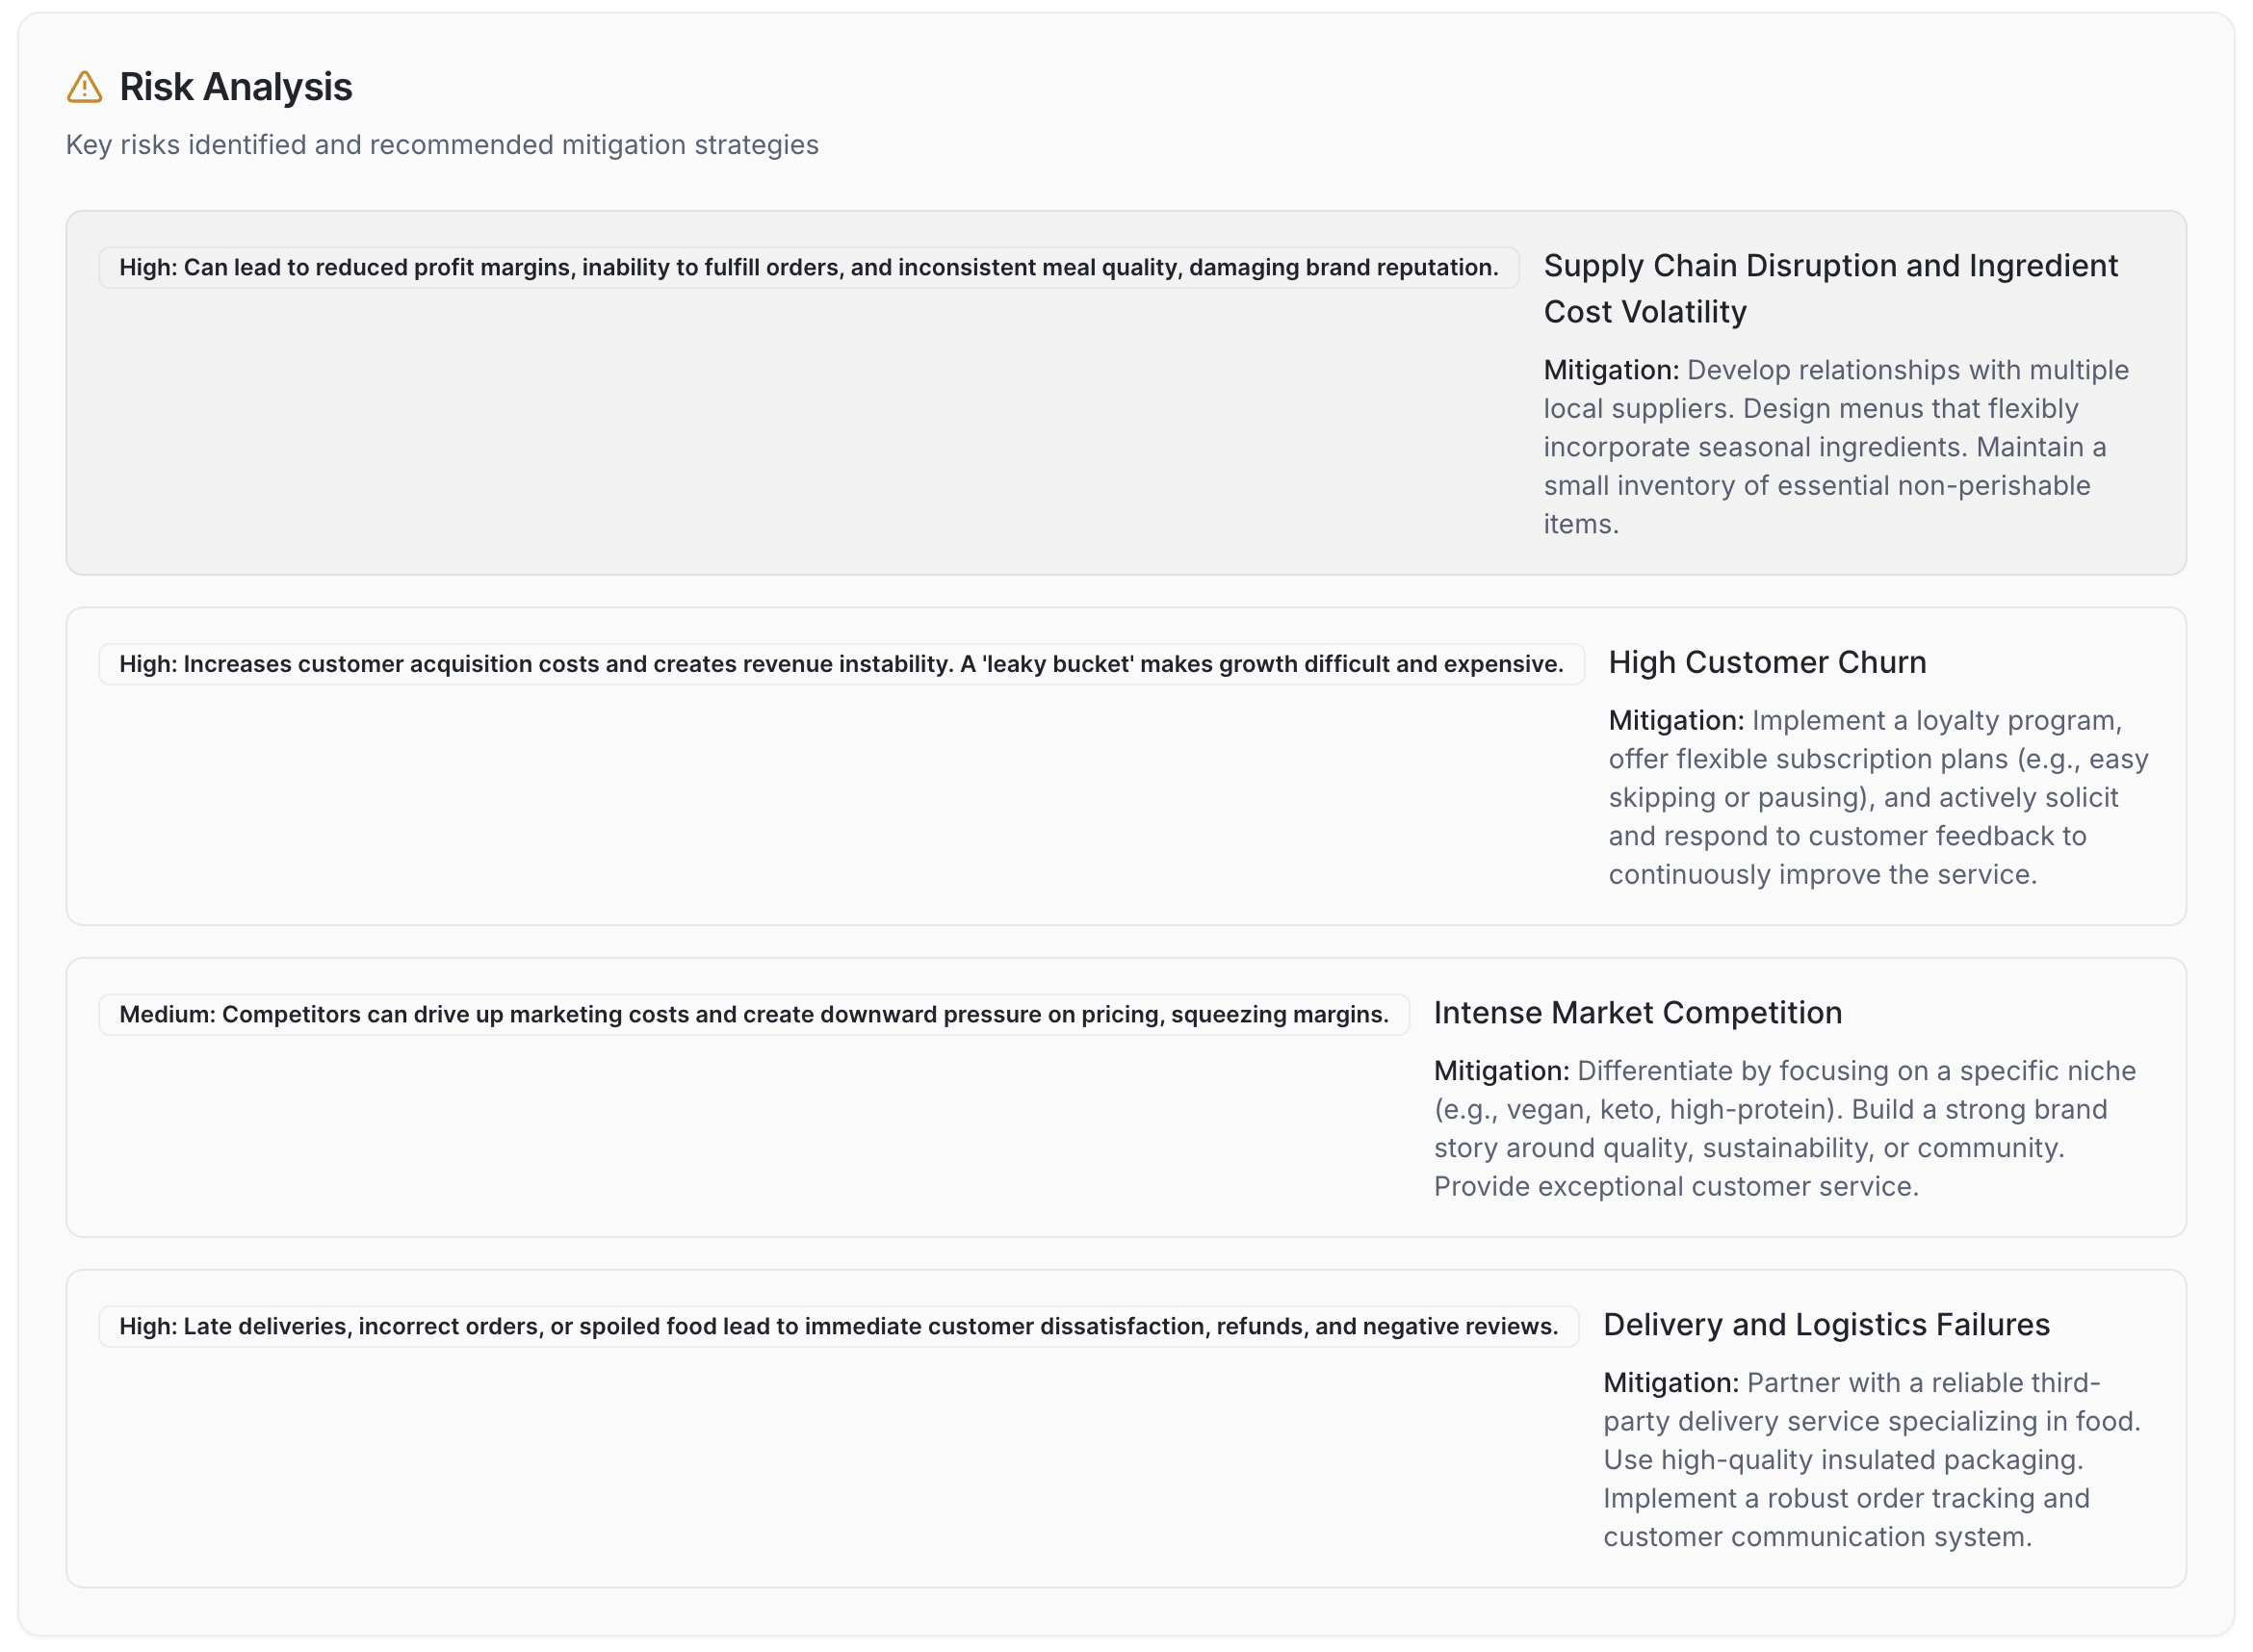 Risk Analysis
Key risks identified and recommended mitigation strategies
High: Can lead to reduced profit margins, inability to fulfill orders, and inconsistent meal quality, damaging brand reputation.
Supply Chain Disruption and Ingredient
Cost Volatility
Mitigation: Develop relationships with multiple
local suppliers. Design menus that flexibly
incorporate seasonal ingredients. Maintain a
small inventory of essential non-perishable
items.
High: Increases customer acquisition costs and creates revenue instability. A 'leaky bucket' makes growth difficult and expensive.
High Customer Churn
Mitigation: Implement a loyalty program,
offer flexible subscription plans (e.g., easy
skipping or pausing), and actively solicit
and respond to customer feedback to
continuously improve the service.
Medium: Competitors can drive up marketing costs and create downward pressure on pricing, squeezing margins.
Intense Market Competition
Mitigation: Differentiate by focusing on a specific niche
(e.g., vegan, keto, high-protein). Build a strong brand
story around quality, sustainability, or community.
Provide exceptional customer service.
High: Late deliveries, incorrect orders, or spoiled food lead to immediate customer dissatisfaction, refunds, and negative reviews.
Delivery and Logistics Failures
Mitigation: Partner with a reliable third-
party delivery service specializing in food.
Use high-quality insulated packaging.
Implement a robust order tracking and
customer communication system.